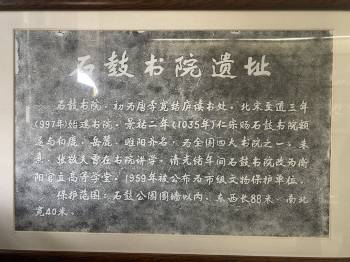 石鼓书院遗址
石鼓书院，初为唐李宽结庐读书处，北宋至道三年
(997年)始建书院。景祐二年(1035年)仁宗赐石鼓书院额
遂与白鹿、岳麓、睢阳齐名，为全国四大书院之一。朱
熹、张栻夫曾在书院讲学。请光绪年间石鼓书院改为衡
阳官立高等学堂。1959年被公布为市级文物保护单位。
保护范围：石鼓公园围墙以内，东西长88米，南北
宽40米。